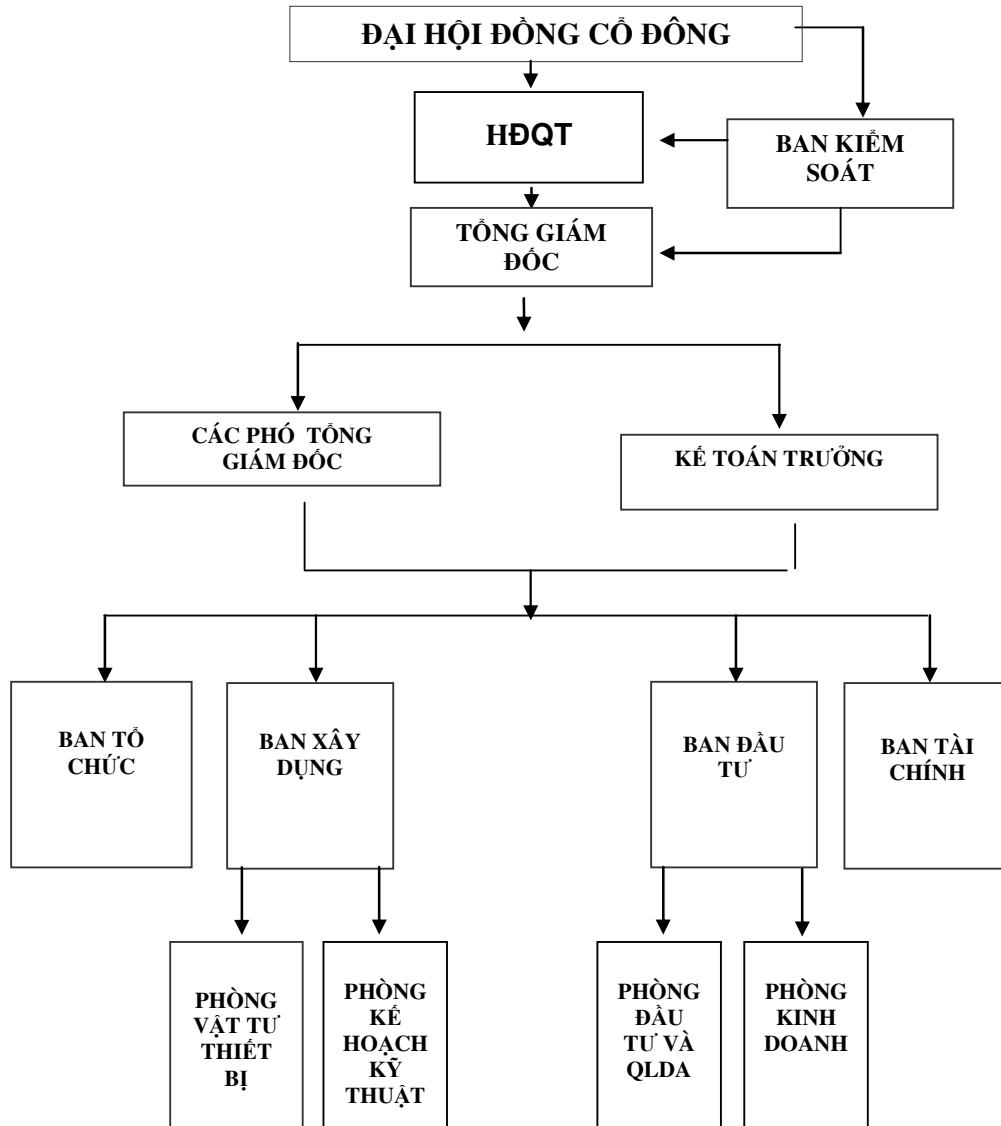 ĐẠI HỘI ĐỒNG CỔ ĐÔNG
HĐQT
BAN KIỂM
SOÁT
TỔNG GIÁM
ĐỐC
CÁC PHÓ TỔNG
GIÁM ĐỐC
KẾ TOÁN TRƯỞNG
BAN TỔ
CHỨC
BAN XÂY
DỤNG
BAN ĐẦU
TƯ
BAN TÀI
CHÍNH
PHÒNG
VẬT TƯ
THIẾT
BỊ
PHÒNG
KẾ
HOẠCH
KỸ
THUẬT
PHÒNG
ĐẦU
TƯ VÀ
QLDA
PHÒNG
KINH
DOANH